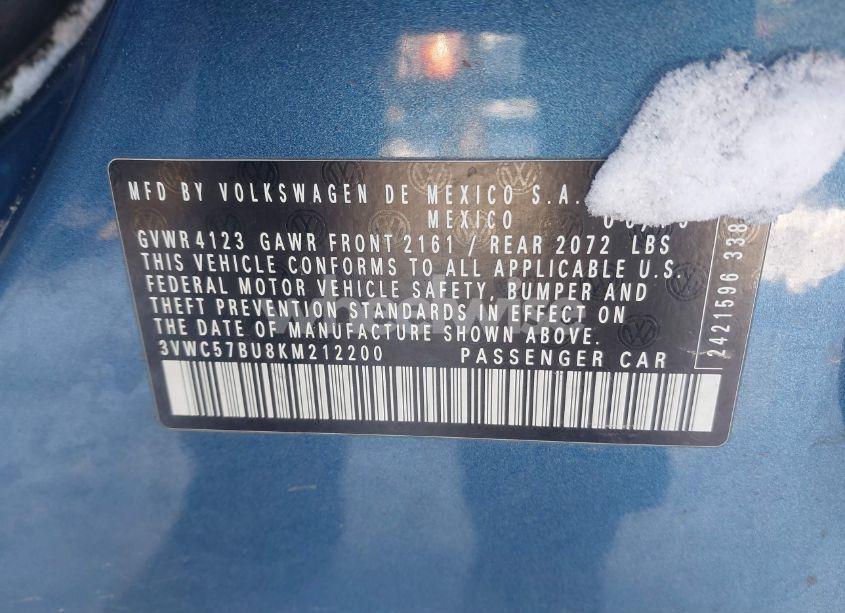 MFD BY VOLKSWAGEN DE MEXICO S.A.
MEXICO
GVWR 4123 GAWR FRONT 2161 / REAR 2072 LBS
THIS VEHICLE CONFORMS TO ALL APPLICABLE U.S.
FEDERAL MOTOR VEHICLE SAFETY, BUMPER AND
THEFT PREVENTION STANDARDS IN EFFECT ON
THE DATE OF MANUFACTURE SHOWN ABOVE.
3VWC57BU8KM212200 PASSENGER CAR
2421596 338